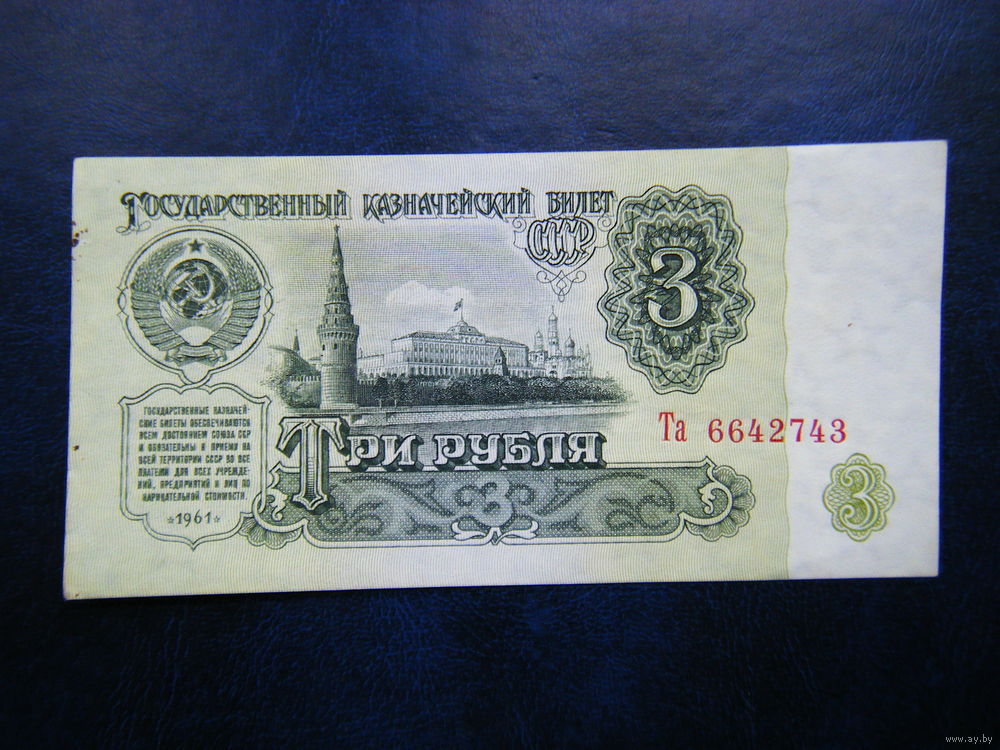 ГОСУДАРСТВЕННЫЙ КАЗНАЧЕЙСКИЙ БИЛЕТ
СССР
3
ГОСУДАРСТВЕННЫЕ КАЗНАЧЕЙ-
СКИЕ БИЛЕТЫ ОБЕСПЕЧИВАЮТСЯ
ВСЕМ ДОСТОЯНИЕМ СОЮЗА ССР
И ОБЯЗАТЕЛЬНЫ К ПРИЕМУ НА
ВСЕЙ ТЕРРИТОРИИ СССР ВО ВСЕ
ПЛАТЕЖИ ДЛЯ ВСЕХ УЧРЕЖДЕ-
НИЙ, ПРЕДПРИЯТИЙ И ЛИЦ ПО
НАРИЦАТЕЛЬНОЙ СТОИМОСТИ.
1961
ТРИ РУБЛЯ
3
Та 6642743
3
www.ay.by